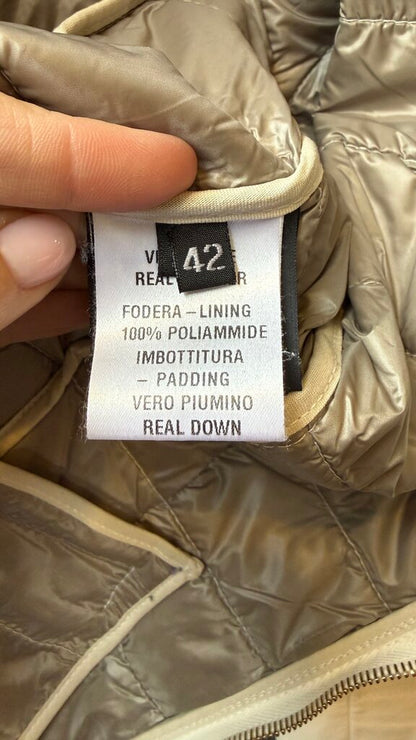 42
REAL
FODERA – LINING
100% POLIAMMIDE
IMBOTTITURA
– PADDING
VERO PIUMINO
REAL DOWN